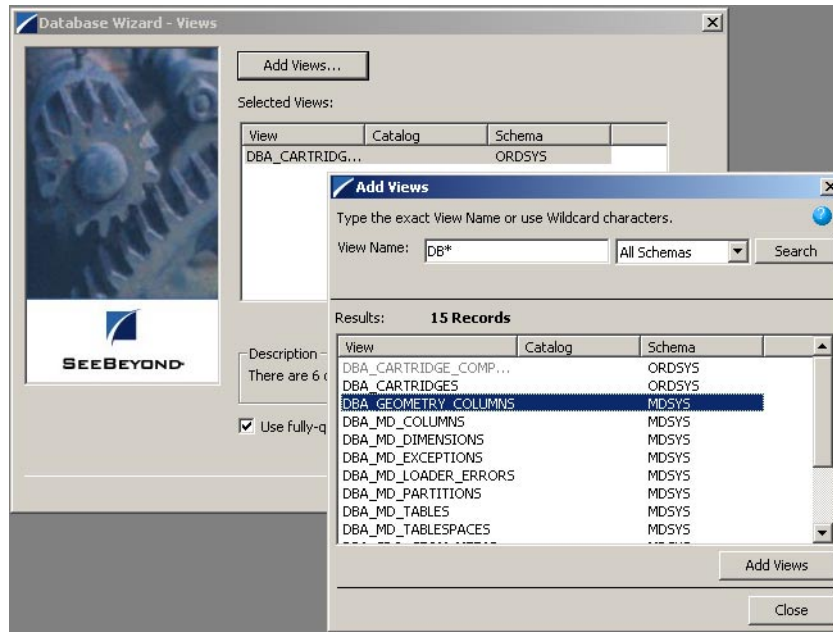 Database Wizard - Views
Add Views...
Selected Views:
View Catalog Schema
DBA_CARTRIDG... ORDSYS
SEEBEYOND
Description
There are 6
Use fully-q
Add Views
Type the exact View Name or use Wildcard characters.
View Name: DB* All Schemas Search
Results: 15 Records
View Catalog Schema
DBA_CARTRIDGE_COMP... ORDSYS
DBA_CARTRIDGES ORDSYS
DBA_GEOMETRY_COLUMNS MDSYS
DBA_MD_COLUMNS MDSYS
DBA_MD_DIMENSIONS MDSYS
DBA_MD_EXCEPTIONS MDSYS
DBA_MD_LOADER_ERRORS MDSYS
DBA_MD_PARTITIONS MDSYS
DBA_MD_TABLES MDSYS
DBA_MD_TABLESPACES MDSYS
Add Views
Close